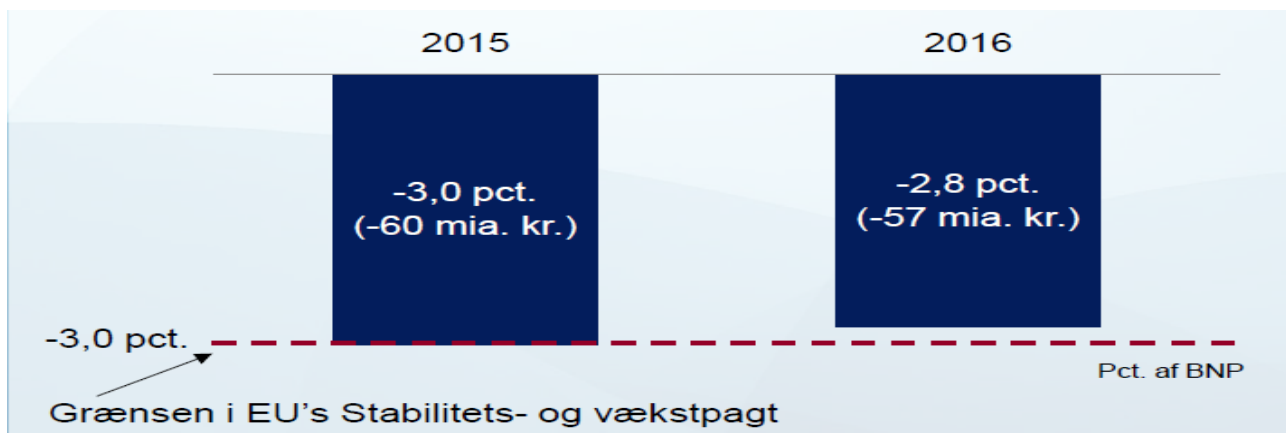 2015
2016
-3,0 pct.
(-60 mia. kr.)
-2,8 pct.
(-57 mia. kr.)
-3,0 pct.
Pct. af BNP
Grænsen i EU's Stabilitets- og vækstpagt